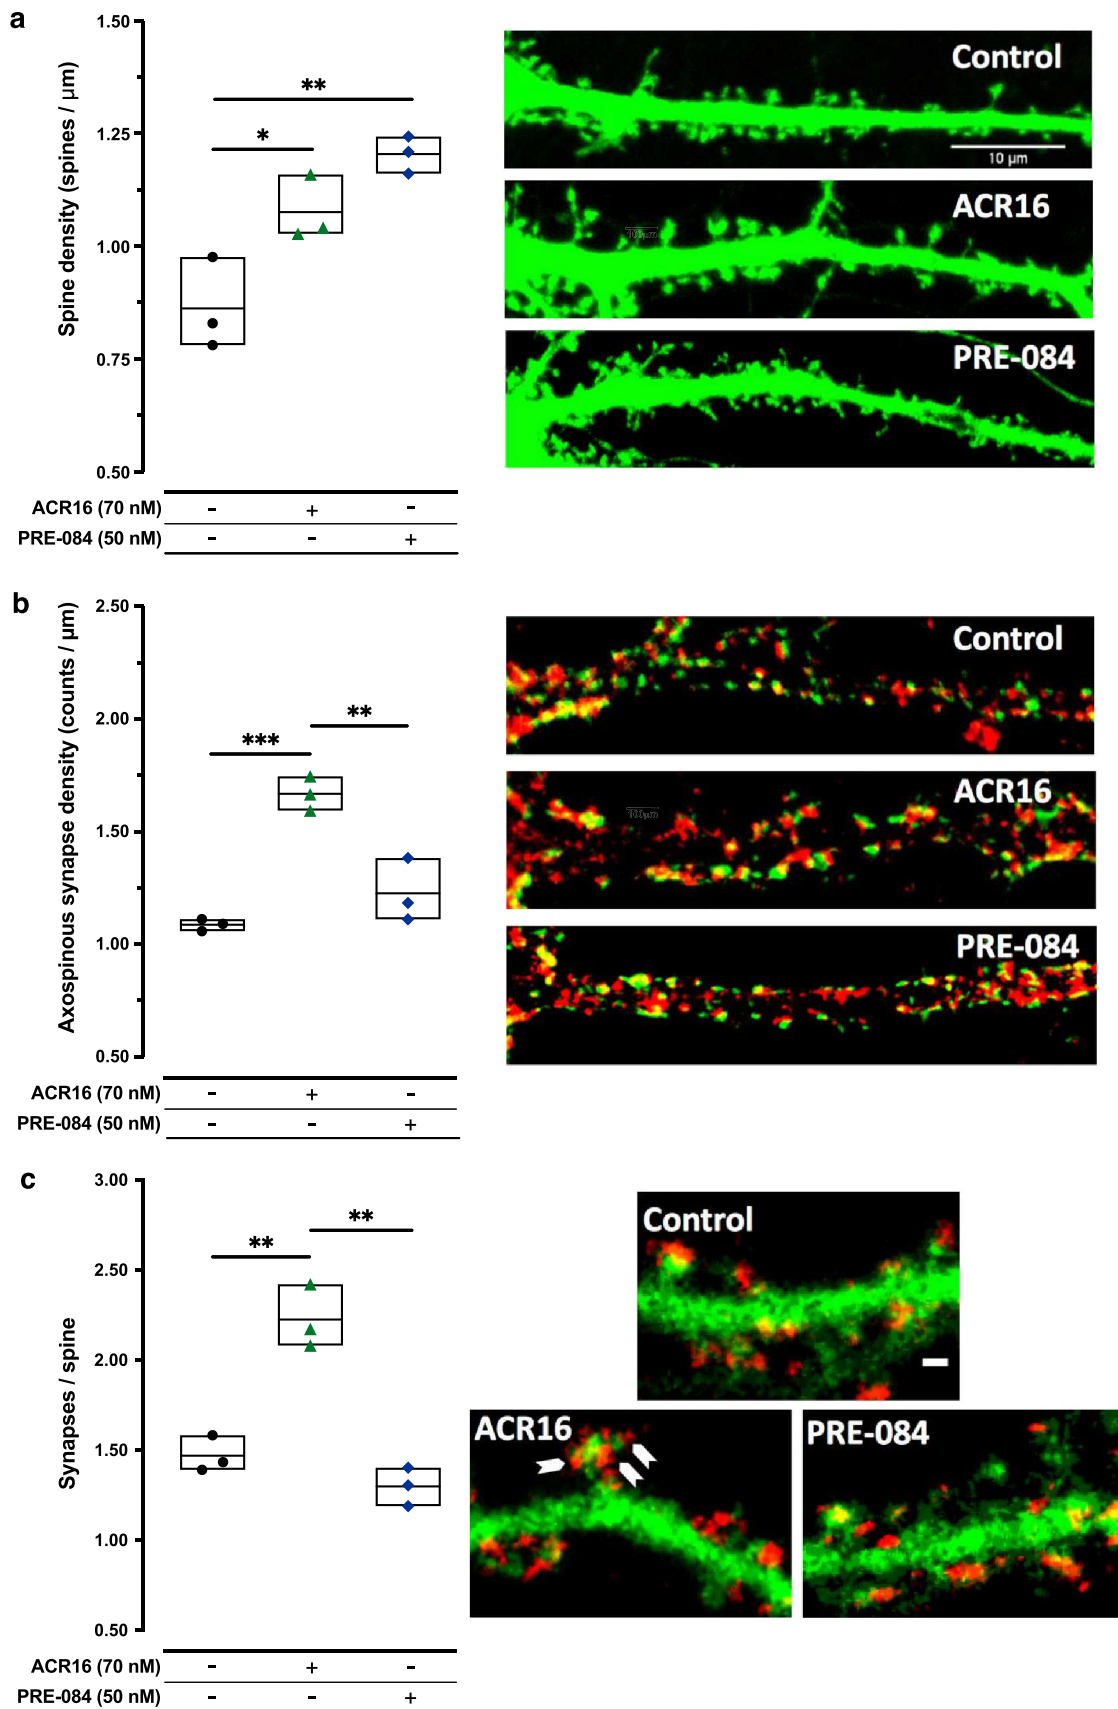 a
Spine density (spines / µm)
1.50
1.25
1.00
0.75
0.50
**
*
ACR16 (70 nM) - + -
PRE-084 (50 nM) - - +
Control
10 µm
ACR16
100µm
PRE-084
b
Axospinous synapse density (counts / µm)
2.50
2.00
1.50
1.00
0.50
**
***
ACR16 (70 nM) - + -
PRE-084 (50 nM) - - +
Control
ACR16
100µm
PRE-084
c
Synapses / spine
3.00
2.50
2.00
1.50
1.00
0.50
**
**
ACR16 (70 nM) - + -
PRE-084 (50 nM) - - +
Control
ACR16
PRE-084